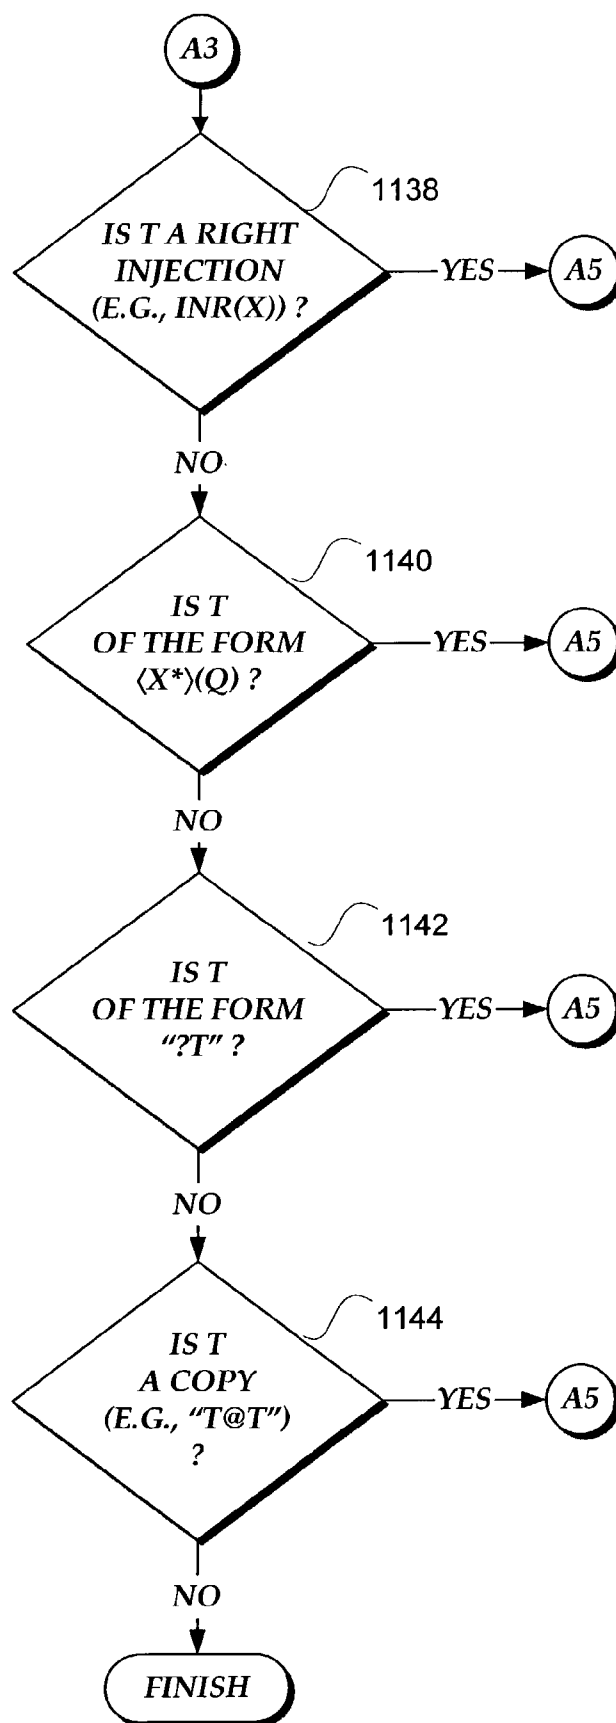 A3
1138
IS T A RIGHT
INJECTION
(E.G., INR(X)) ?
YES
A5
NO
1140
IS T
OF THE FORM
⟨X*⟩(Q) ?
YES
A5
NO
1142
IS T
OF THE FORM
“?T” ?
YES
A5
NO
1144
IS T
A COPY
(E.G., “T@T”)
?
YES
A5
NO
FINISH